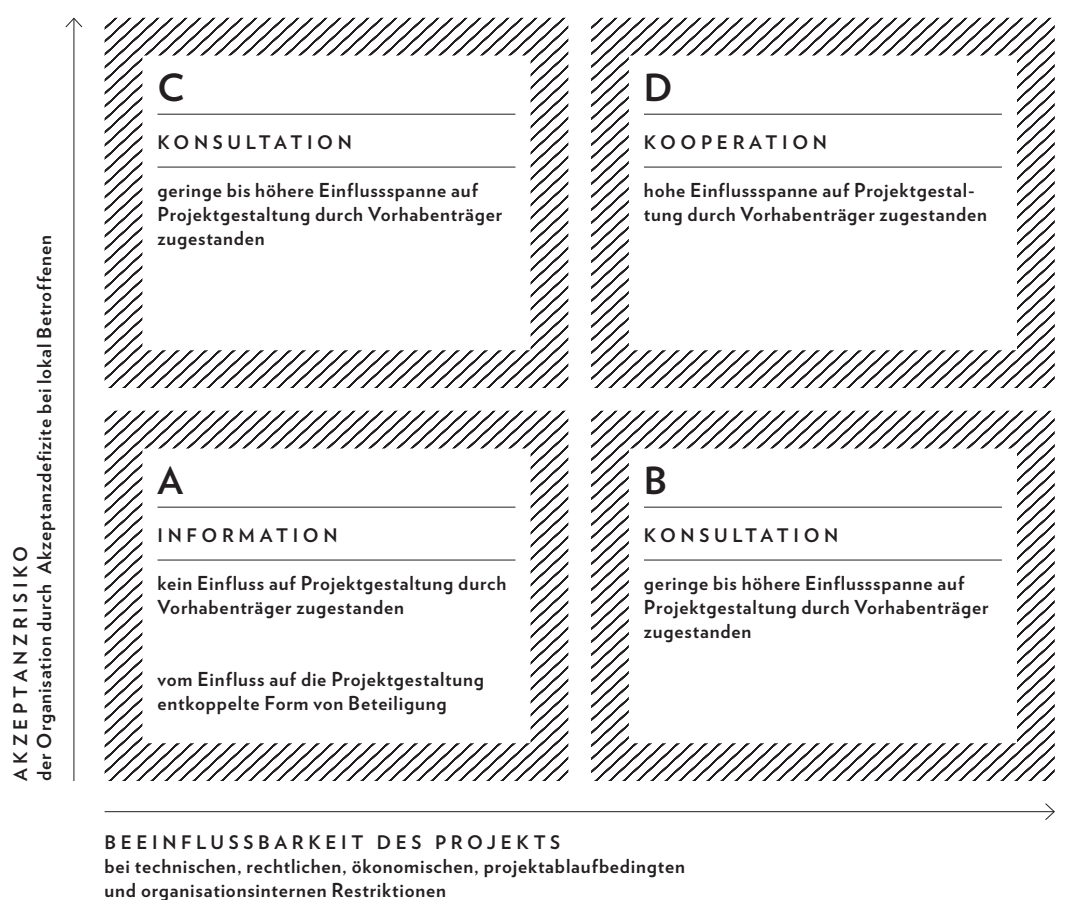 C
KONSULTATION
geringe bis höhere Einflussspanne auf
Projektgestaltung durch Vorhabenträger
zugestanden
D
KOOPERATION
hohe Einflussspanne auf Projektgestal-
tung durch Vorhabenträger zugestanden
A
INFORMATION
kein Einfluss auf Projektgestaltung durch
Vorhabenträger zugestanden
vom Einfluss auf die Projektgestaltung
entkoppelte Form von Beteiligung
B
KONSULTATION
geringe bis höhere Einflussspanne auf
Projektgestaltung durch Vorhabenträger
zugestanden
AKZEPTANZRISIKO
der Organisation durch Akzeptanzdefizite bei lokal Betroffenen
BEEINFLUSSBARKEIT DES PROJEKTS
bei technischen, rechtlichen, ökonomischen, projektablaufbedingten
und organisationsinternen Restriktionen